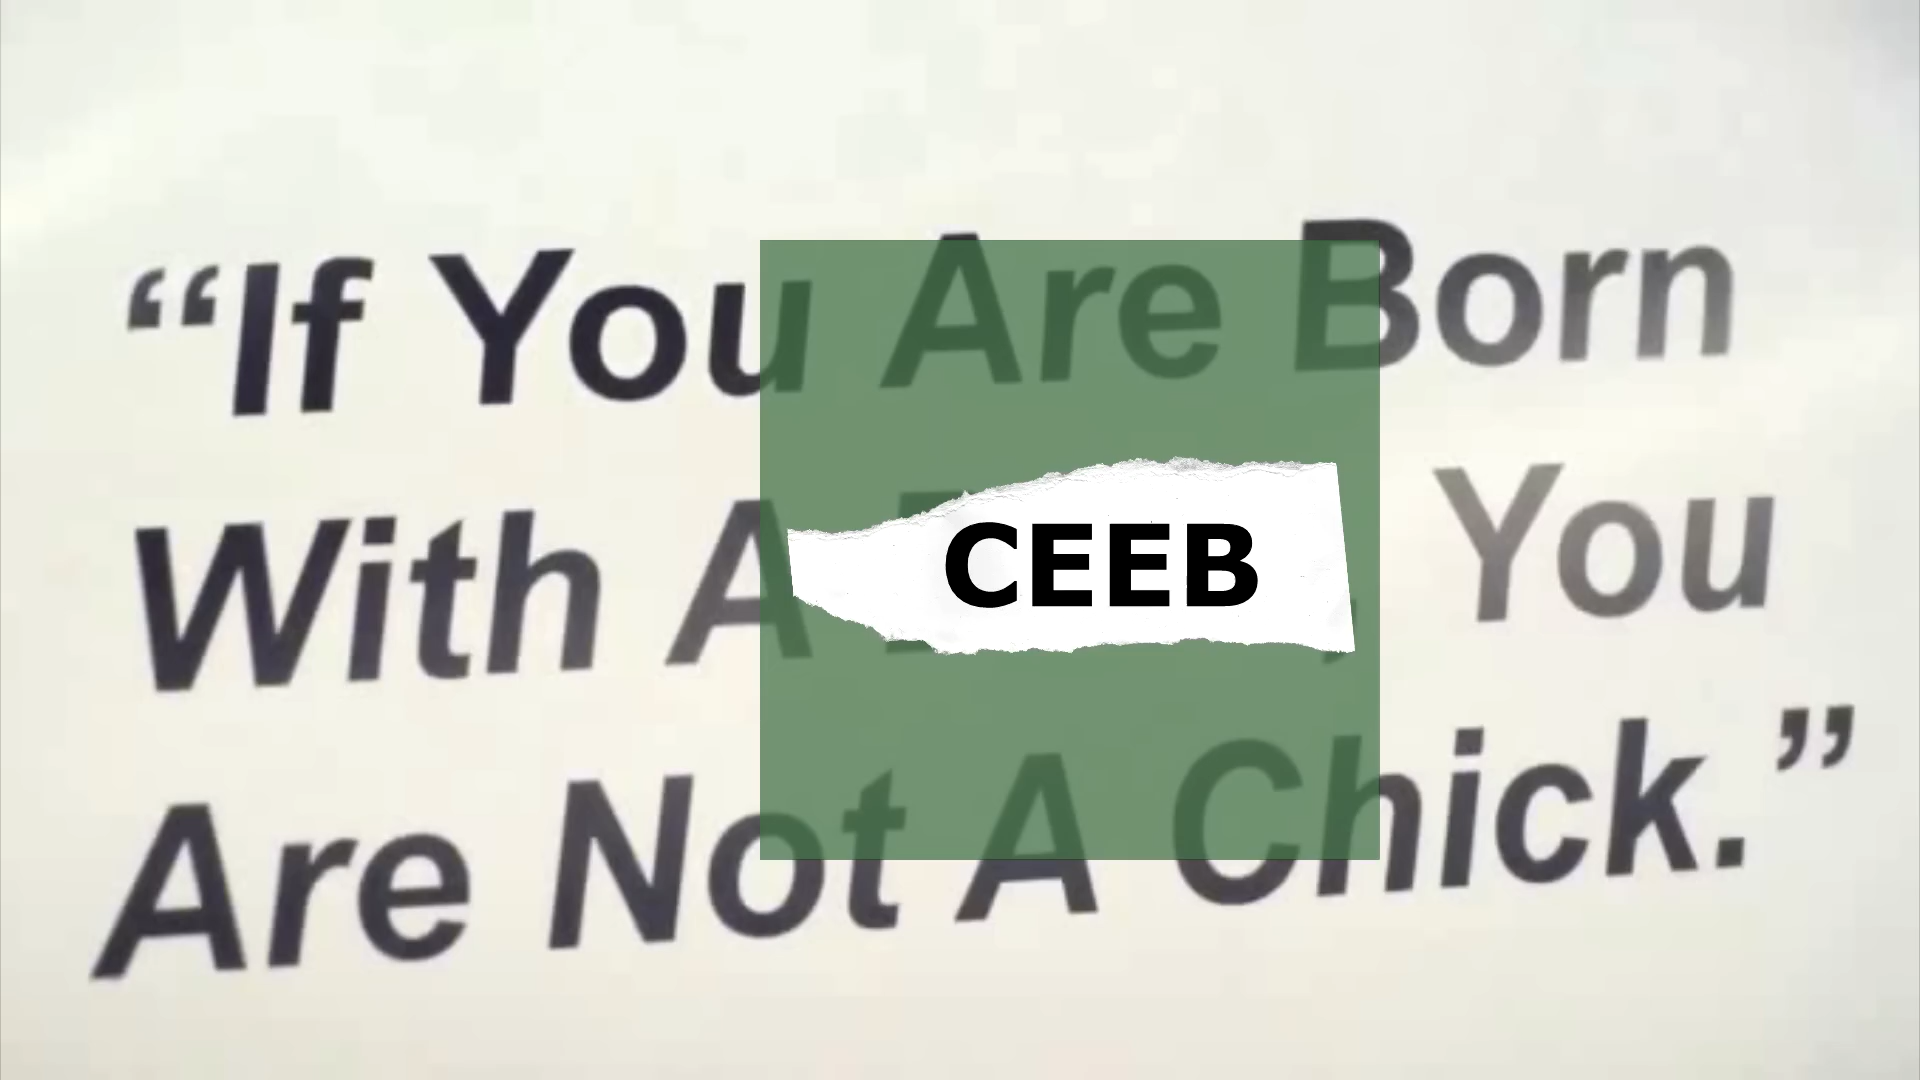 “If You Are Born
With A
CEEB
You
Are Not A Chick.”